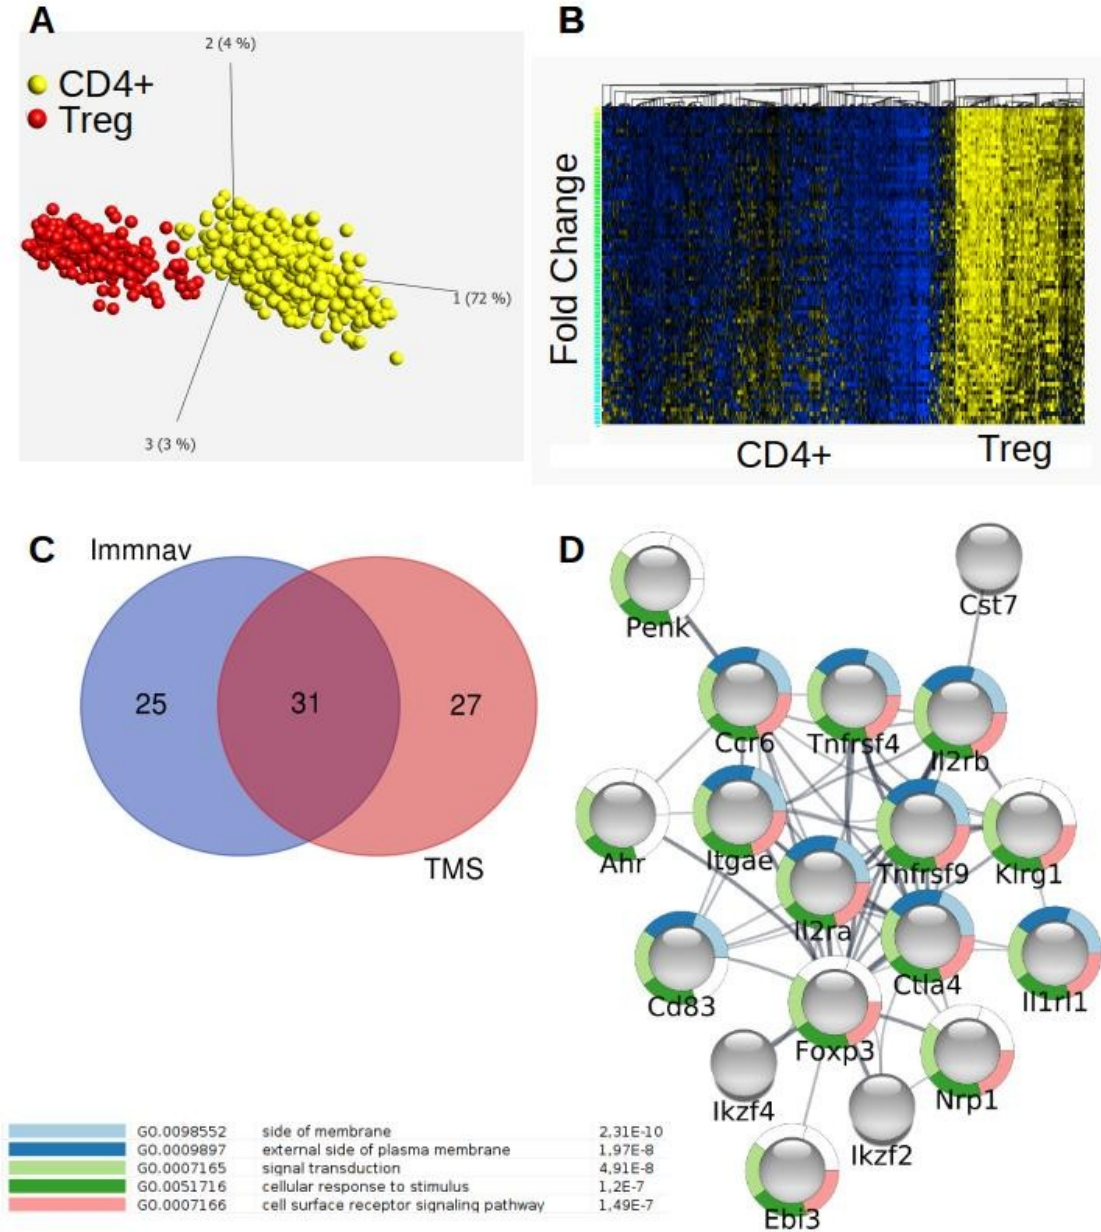 A
2 (4 %)
CD4+
Treg
1 (72 %)
3 (3 %)
B
Fold Change
CD4+
Treg
C
Immnav
25
31
27
TMS
D
Penk
Cst7
Ccr6
Tnfrsf4
Il2rb
Ahr
Itgae
Tnfrsf9
Klrg1
Il2ra
Cd83
Ctla4
Il1rl1
Foxp3
Ikzf4
Ikzf2
Nrp1
Ebi3
GO.0098552 side of membrane 2,31E-10
GO.0009897 external side of plasma membrane 1,97E-8
GO.0007165 signal transduction 4,91E-8
GO.0051716 cellular response to stimulus 1,2E-7
GO.0007166 cell surface receptor signaling pathway 1,49E-7